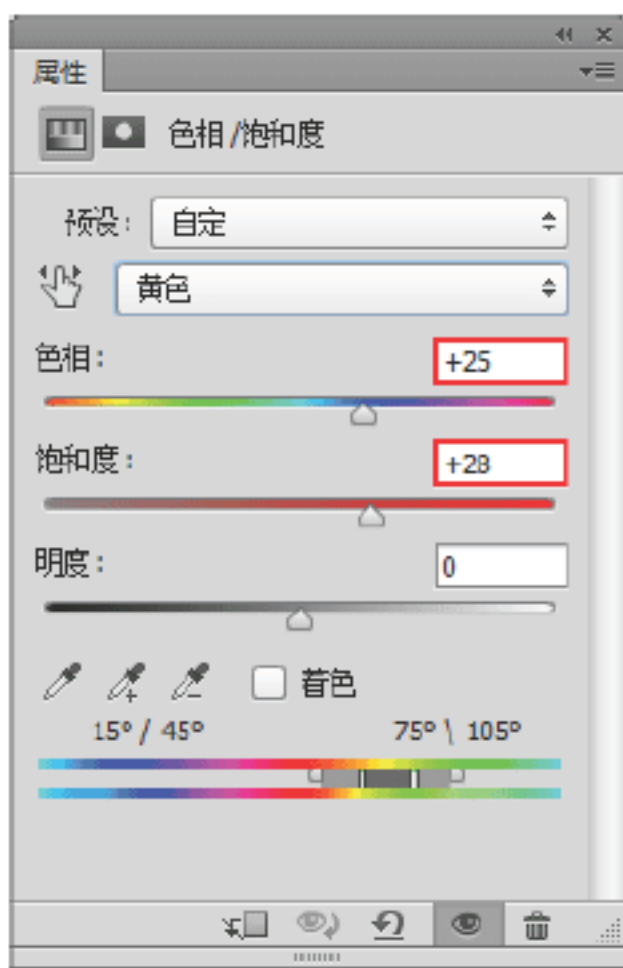 属性
色相/饱和度
预设：自定
黄色
色相： +25
饱和度： +28
明度： 0
着色
15°/ 45° 75°\ 105°